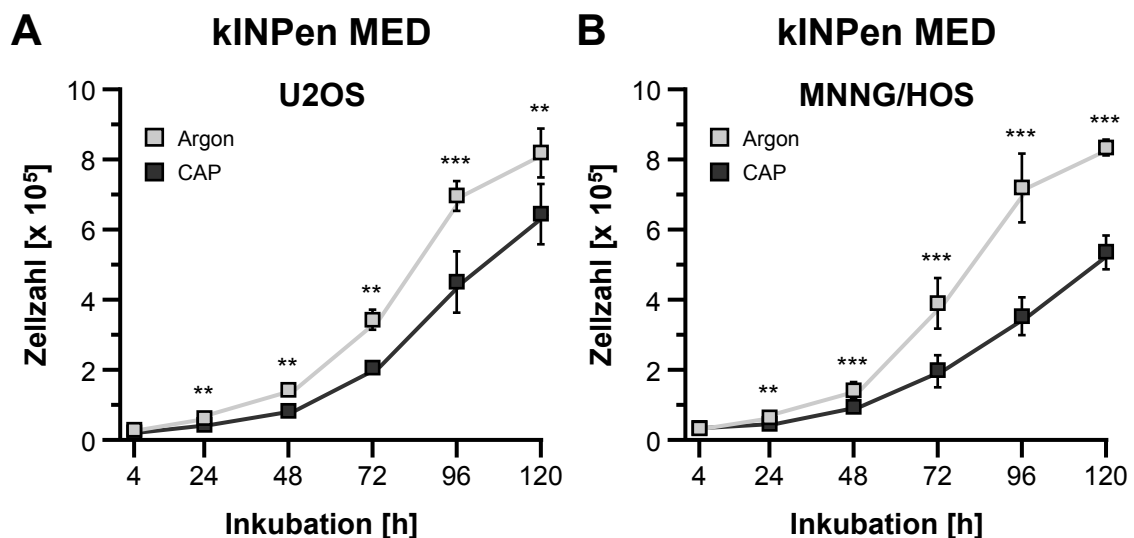 A
kINPen MED
U2OS
10
8
6
4
2
0
Zellzahl [x 10⁵]
Argon
CAP
**
**
**
***
**
4
24
48
72
96
120
Inkubation [h]
B
kINPen MED
MNNG/HOS
10
8
6
4
2
0
Zellzahl [x 10⁵]
Argon
CAP
**
***
***
***
***
4
24
48
72
96
120
Inkubation [h]